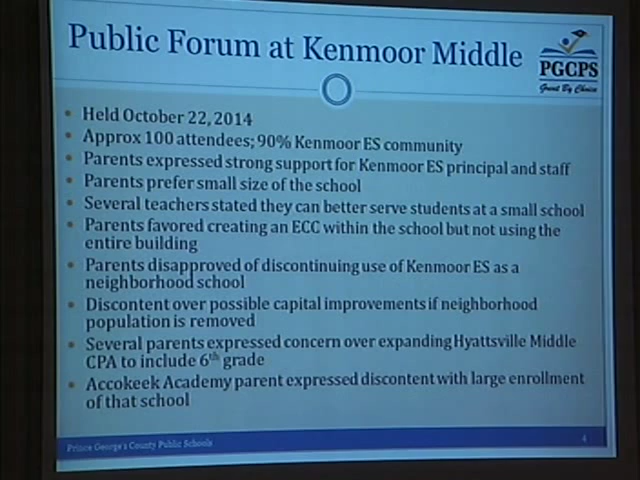 Public Forum at Kenmoor Middle
PGCPS
Great By Choice
• Held October 22, 2014
• Approx 100 attendees; 90% Kenmoor ES community
• Parents expressed strong support for Kenmoor ES principal and staff
• Parents prefer small size of the school
• Several teachers stated they can better serve students at a small school
• Parents favored creating an ECC within the school but not using the
entire building
• Parents disapproved of discontinuing use of Kenmoor ES as a
neighborhood school
• Discontent over possible capital improvements if neighborhood
population is removed
• Several parents expressed concern over expanding Hyattsville Middle
CPA to include 6th grade
• Accokeek Academy parent expressed discontent with large enrollment
of that school
Prince George's County Public Schools
4